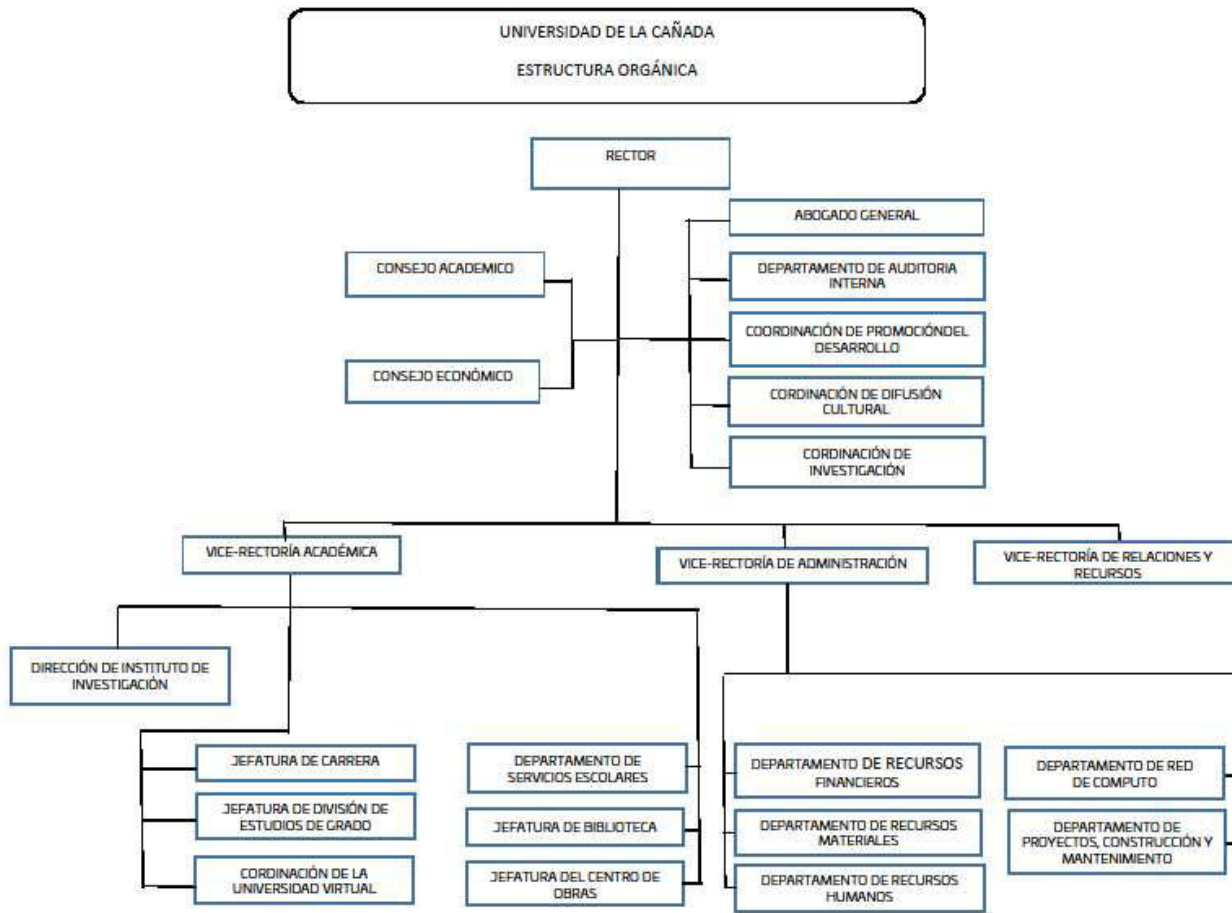 UNIVERSIDAD DE LA CAÑADA
ESTRUCTURA ORGÁNICA
RECTOR
ABOGADO GENERAL
CONSEJO ACADEMICO
DEPARTAMENTO DE AUDITORIA
INTERNA
COORDINACIÓN DE PROMOCIÓNDEL
DESARROLLO
CONSEJO ECONÓMICO
CORDINACIÓN DE DIFUSIÓN
CULTURAL
CORDINACIÓN DE
INVESTIGACIÓN
VICE-RECTORÍA ACADÉMICA
VICE-RECTORÍA DE ADMINISTRACIÓN
VICE-RECTORÍA DE RELACIONES Y
RECURSOS
DIRECCIÓN DE INSTITUTO DE
INVESTIGACIÓN
JEFATURA DE CARRERA
JEFATURA DE DIVISIÓN DE
ESTUDIOS DE GRADO
CORDINACIÓN DE LA
UNIVERSIDAD VIRTUAL
DEPARTAMENTO DE
SERVICIOS ESCOLARES
JEFATURA DE BIBLIOTECA
JEFATURA DEL CENTRO DE
OBRAS
DEPARTAMENTO DE RECURSOS
FINANCIEROS
DEPARTAMENTO DE RECURSOS
MATERIALES
DEPARTAMENTO DE RECURSOS
HUMANOS
DEPARTAMENTO DE RED
DE COMPUTO
DEPARTAMENTO DE
PROYECTOS, CONSTRUCCIÓN Y
MANTENIMIENTO